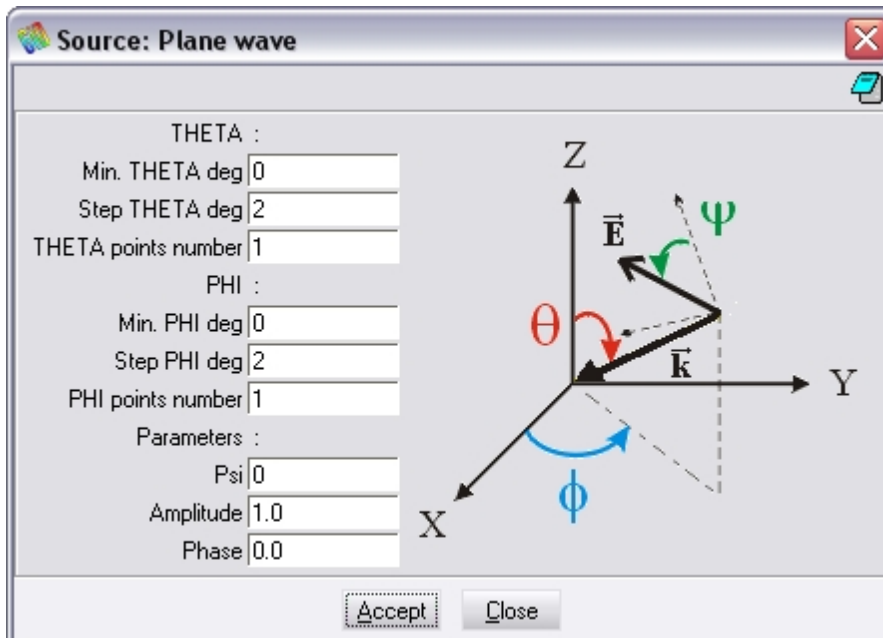 Source: Plane wave
THETA :
Min. THETA deg 0
Step THETA deg 2
THETA points number 1
PHI :
Min. PHI deg 0
Step PHI deg 2
PHI points number 1
Parameters :
Psi 0
Amplitude 1.0
Phase 0.0
Z
ψ
E⃗
θ
k⃗
Y
X
ϕ
Accept
Close